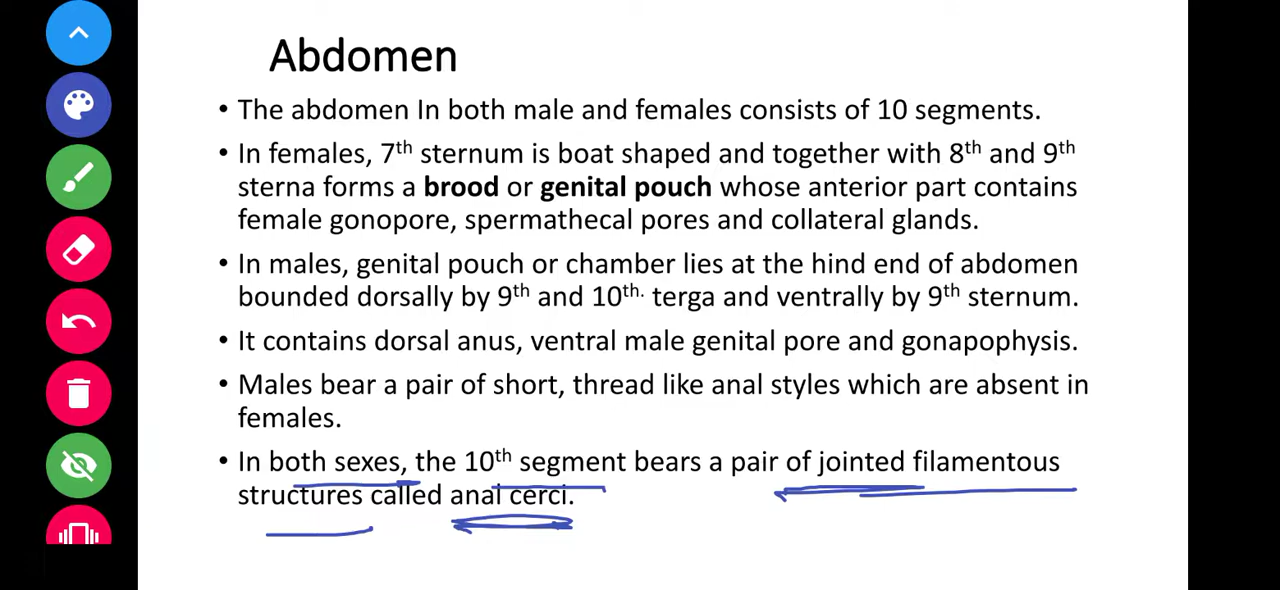 Abdomen
• The abdomen In both male and females consists of 10 segments.
• In females, 7th sternum is boat shaped and together with 8th and 9th
sterna forms a brood or genital pouch whose anterior part contains
female gonopore, spermathecal pores and collateral glands.
• In males, genital pouch or chamber lies at the hind end of abdomen
bounded dorsally by 9th and 10th. terga and ventrally by 9th sternum.
• It contains dorsal anus, ventral male genital pore and gonapophysis.
• Males bear a pair of short, thread like anal styles which are absent in
females.
• In both sexes, the 10th segment bears a pair of jointed filamentous
structures called anal cerci.